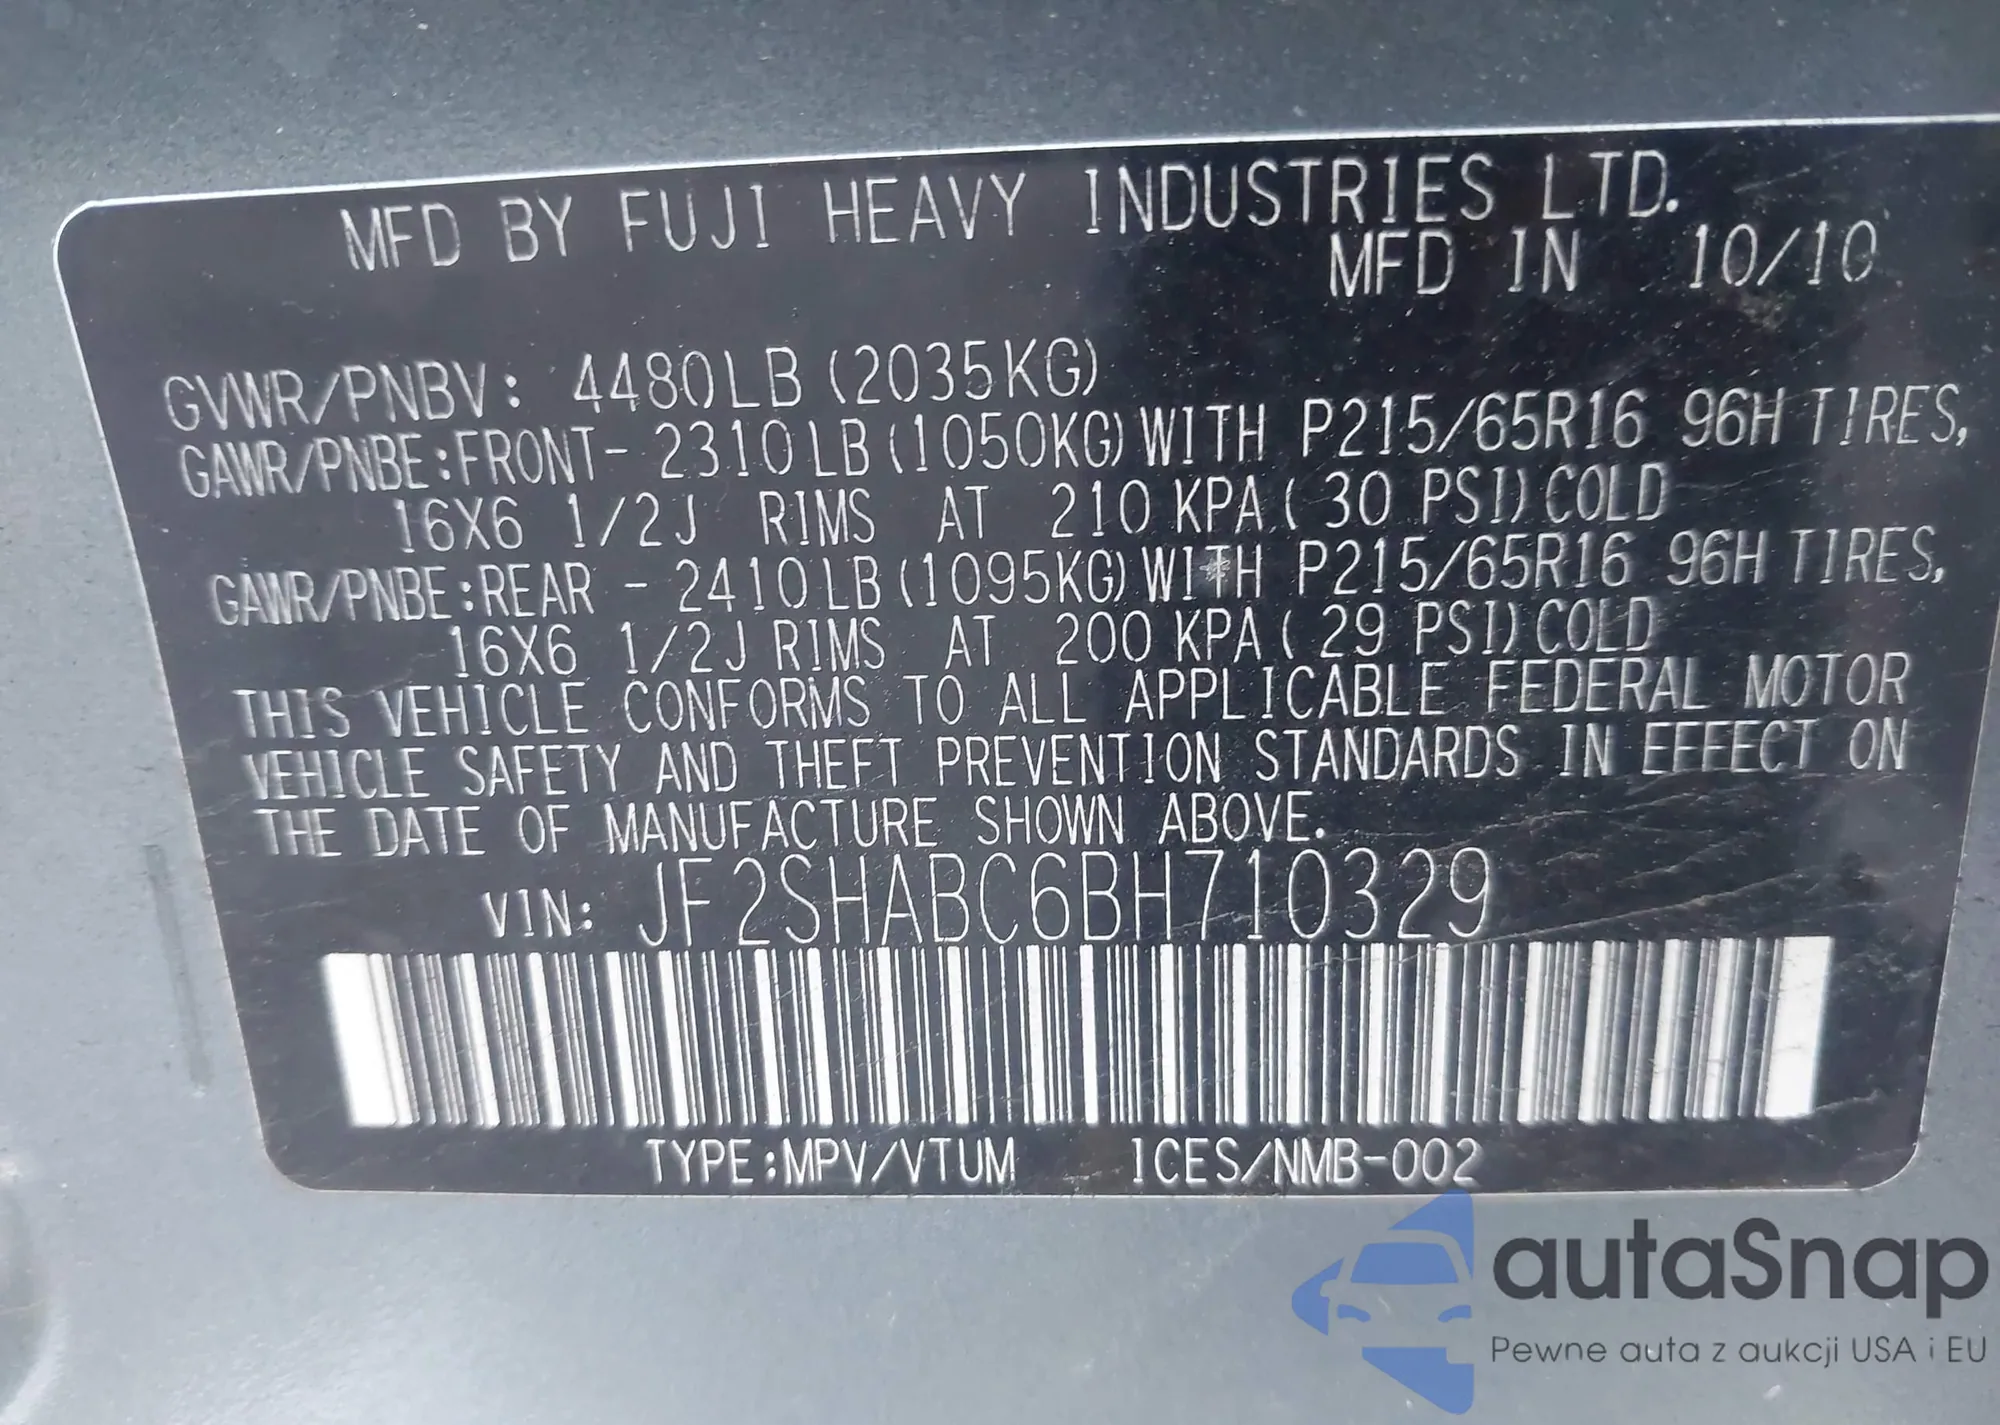 MFD BY FUJI HEAVY INDUSTRIES LTD.
MFD IN 10/10
GVWR/PNBV: 4480LB (2035KG)
GAWR/PNBE:FRONT- 2310LB(1050KG)WITH P215/65R16 96H TIRES,
16X6 1/2J RIMS AT 210 KPA( 30 PSI)COLD
GAWR/PNBE:REAR - 2410LB(1095KG)WITH P215/65R16 96H TIRES,
16X6 1/2J RIMS AT 200 KPA( 29 PSI)COLD
THIS VEHICLE CONFORMS TO ALL APPLICABLE FEDERAL MOTOR
VEHICLE SAFETY AND THEFT PREVENTION STANDARDS IN EFFECT ON
THE DATE OF MANUFACTURE SHOWN ABOVE.
VIN: JF2SHABC6BH710329
TYPE:MPV/VTUM ICES/NMB-002
autaSnap
Pewne auta z aukcji USA i EU